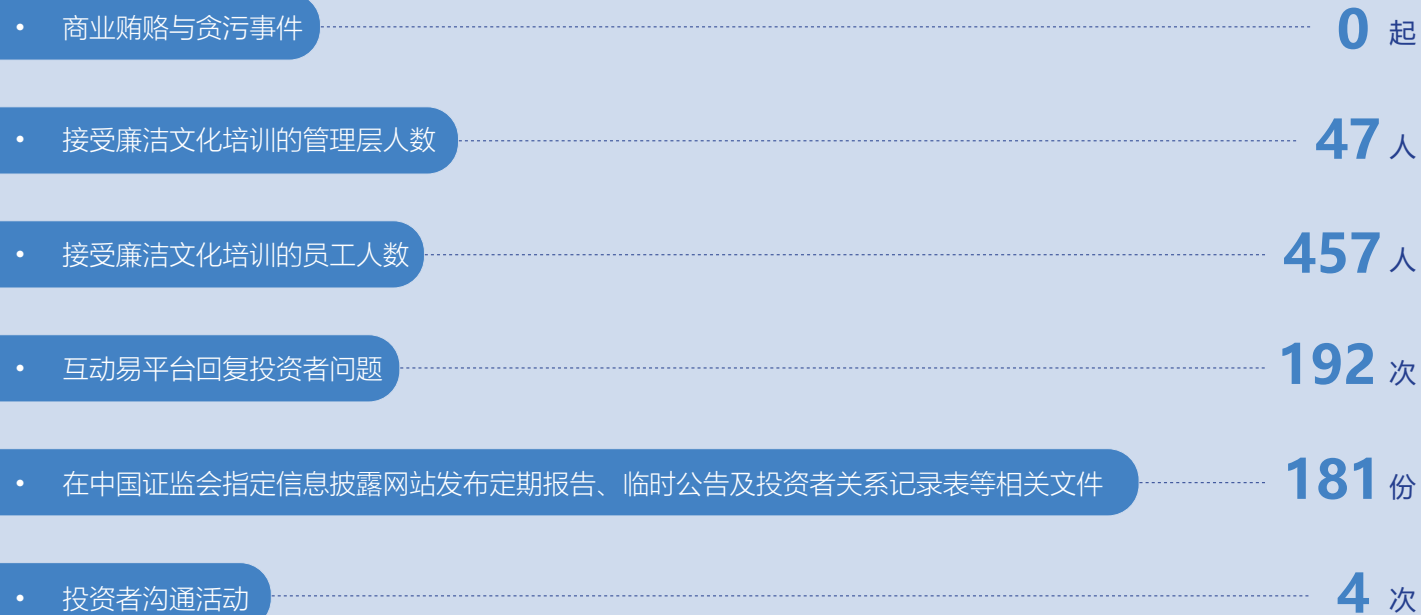 • 商业贿赂与贪污事件 0 起
• 接受廉洁文化培训的管理层人数 47 人
• 接受廉洁文化培训的员工人数 457 人
• 互动易平台回复投资者问题 192 次
• 在中国证监会指定信息披露网站发布定期报告、临时公告及投资者关系记录表等相关文件 181 份
• 投资者沟通活动 4 次